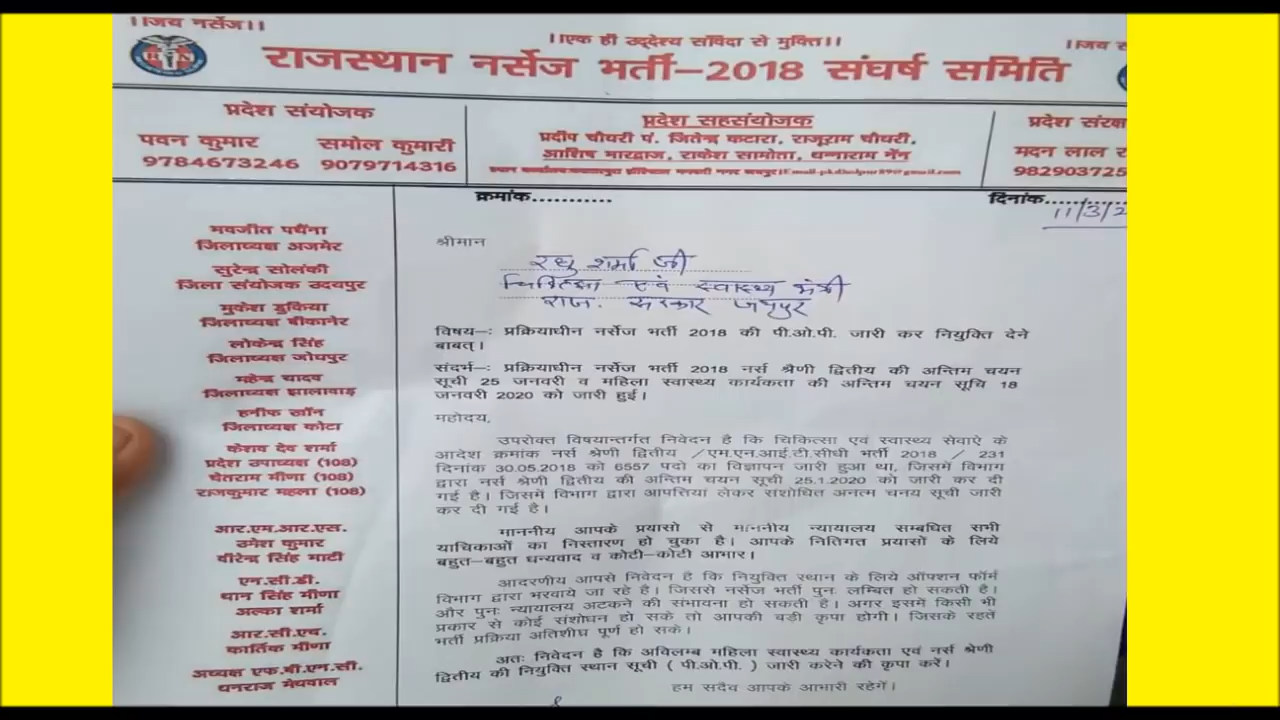 ।।जय नर्सेज।।
।।एक ही उद्देश्य संविदा से मुक्ति।।
।।जय
राजस्थान नर्सेज भर्ती–2018 संघर्ष समिति
प्रदेश संयोजक
पवन कुमार समोल कुमारी
9784673246 9079714316
प्रदेश सहसंयोजक
प्रदीप चौधरी पं. जितेन्द्र कटारा, राजूराम चौधरी,
आशिष भारद्वाज, राकेश सामोता, धन्नाराम नैन
प्रदेश संरक्ष
मदन लाल
98290372
क्रमांक...........
दिनांक...........
11/3/2
मवजीत पचैंना
जिलाध्यक्ष अजमेर
सुरेन्द्र सोलंकी
जिला संयोजक उदयपुर
मुकेश डुकिया
जिलाध्यक्ष बीकानेर
लोकेन्द्र सिंह
जिलाध्यक्ष जोधपुर
महेन्द्र यादव
जिलाध्यक्ष झालावाड़
हनीफ खॉन
जिलाध्यक्ष कोटा
केशव देव शर्मा
प्रदेश उपाध्यक्ष (108)
चेतराम मीणा (108)
राजकुमार महला (108)
आर.एम.आर.एस.
उमेश कुमार
वीरेन्द्र सिंह भाटी
एन.सी.डी.
थान सिंह मीणा
अल्का शर्मा
आर.सी.एच.
कार्तिक मीणा
अध्यक्ष एफ.बी.एन.सी.
धनराज मेघवाल
श्रीमान
रघु शर्मा जी
चिकित्सा एवं स्वास्थ्य मंत्री
राज. सरकार जयपुर
विषय–: प्रक्रियाधीन नर्सेज भर्ती 2018 की पी.ओ.पी. जारी कर नियुक्ति देने
बाबत्।
संदर्भ–: प्रक्रियाधीन नर्सेज भर्ती 2018 नर्स श्रेणी द्वितीय की अन्तिम चयन
सूची 25 जनवरी व महिला स्वास्थ्य कार्यकता की अन्तिम चयन सूचि 18
जनवरी 2020 को जारी हुई।
महोदय,
उपरोक्त विषयान्तर्गत निवेदन है कि चिकित्सा एवं स्वास्थ्य सेवाऐं के
आदेश क्रमांक नर्स श्रेणी द्वितीय /एम.एन.आई.टी.सीधी भर्ती 2018 / 231
दिनांक 30.05.2018 को 6557 पदो का विज्ञापन जारी हुआ था, जिसमें विभाग
द्वारा नर्स श्रेणी द्वितीय की अन्तिम चयन सूची 25.1.2020 को जारी कर दी
गई है। जिसमें विभाग द्वारा आपत्तिया लेकर संशोधित अनत्म चनय सूची जारी
कर दी गई है।
माननीय आपके प्रयासो से माननीय न्यायालय सम्बधित सभी
याचिकाओं का निस्तारण हो चुका है। आपके नितिगत प्रयासों के लिये
बहुत–बहुत धन्यवाद व कोटी–कोटी आभार।
आदरणीय आपसे निवेदन है कि नियुक्ति स्थान के लिये ऑप्शन फॉर्म
विभाग द्वारा भरवाये जा रहे है। जिससे नर्सेज भर्ती पुनः लम्बित हो सकती है।
और पुनः न्यायालय अटकने की संभावना हो सकती है। अगर इसमें किसी भी
प्रकार से कोई संशोधन हो सके तो आपकी बडी कृपा होगी। जिसके रहतें
भर्ती प्रक्रिया अतिशीघ्र पूर्ण हो सके।
अतः निवेदन है कि अविलम्ब महिला स्वास्थ्य कार्यकता एवं नर्स श्रेणी
द्वितीय की नियुक्ति स्थान सूची (पी.ओ.पी.) जारी करेने की कृपा करें।
हम सदैव आपके आभारी रहेगें।